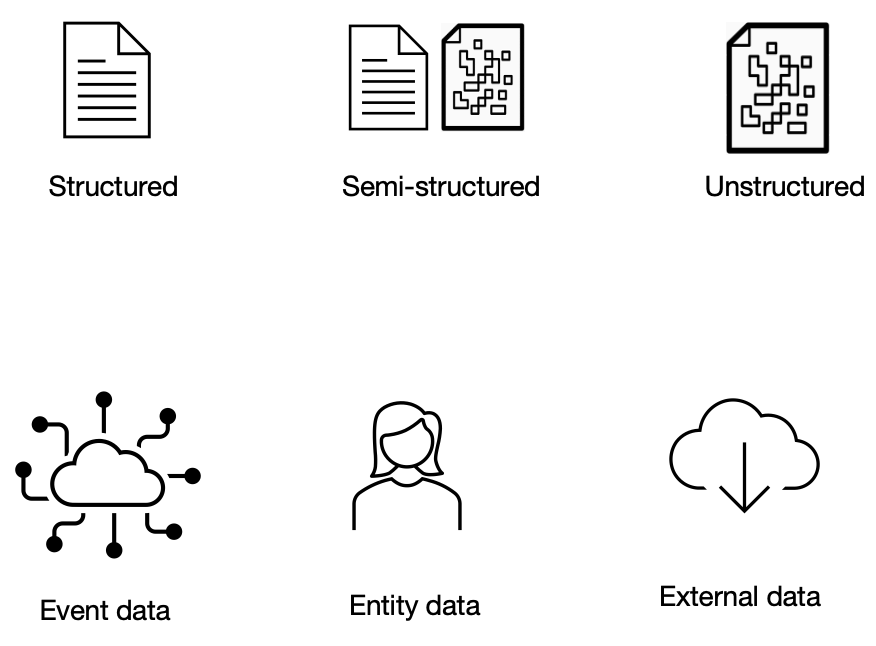 Structured
Semi-structured
Unstructured
Event data
Entity data
External data